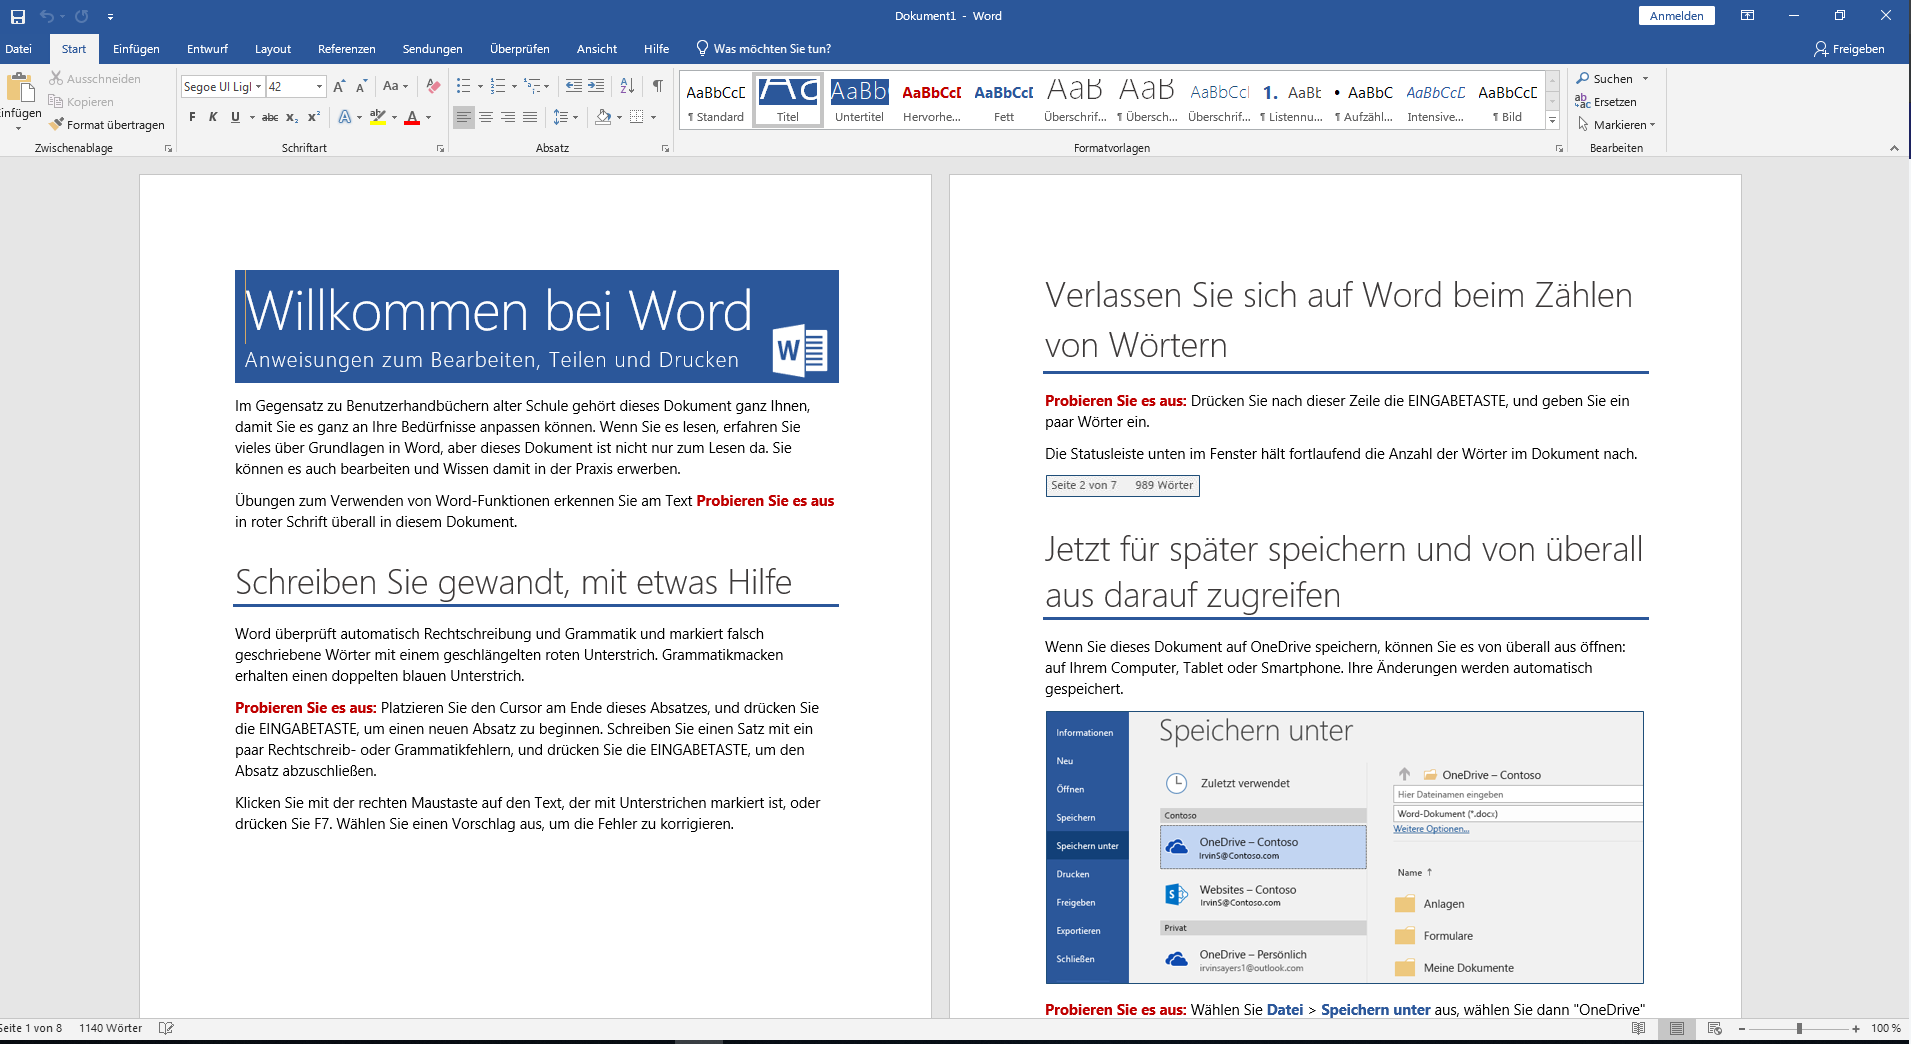 Dokument1 - Word
Anmelden
Datei Start Einfügen Entwurf Layout Referenzen Sendungen Überprüfen Ansicht Hilfe Was möchten Sie tun? Freigeben
Ausschneiden
Kopieren
Format übertragen
Zwischenablage
Segoe UI Ligl 42
Aa
F K U abc x₂ x²
Schriftart
Absatz
AaBbCcD AaBb AaBbCcI AaBbCcI AaB AaB AaBbCcI 1. AaBt • AaBbC AaBbCcL AaBbCcD
¶ Standard Titel Untertitel Hervorhe... Fett Überschrif... ¶ Übersch... Überschrif... ¶ Listennu... ¶ Aufzähl... Intensive... ¶ Bild
Formatvorlagen
Suchen
Ersetzen
Markieren
Bearbeiten
Willkommen bei Word
Anweisungen zum Bearbeiten, Teilen und Drucken
W
Im Gegensatz zu Benutzerhandbüchern alter Schule gehört dieses Dokument ganz Ihnen,
damit Sie es ganz an Ihre Bedürfnisse anpassen können. Wenn Sie es lesen, erfahren Sie
vieles über Grundlagen in Word, aber dieses Dokument ist nicht nur zum Lesen da. Sie
können es auch bearbeiten und Wissen damit in der Praxis erwerben.
Übungen zum Verwenden von Word-Funktionen erkennen Sie am Text Probieren Sie es aus
in roter Schrift überall in diesem Dokument.
Schreiben Sie gewandt, mit etwas Hilfe
Word überprüft automatisch Rechtschreibung und Grammatik und markiert falsch
geschriebene Wörter mit einem geschlängelten roten Unterstrich. Grammatikmacken
erhalten einen doppelten blauen Unterstrich.
Probieren Sie es aus: Platzieren Sie den Cursor am Ende dieses Absatzes, und drücken Sie
die EINGABETASTE, um einen neuen Absatz zu beginnen. Schreiben Sie einen Satz mit ein
paar Rechtschreib- oder Grammatikfehlern, und drücken Sie die EINGABETASTE, um den
Absatz abzuschließen.
Klicken Sie mit der rechten Maustaste auf den Text, der mit Unterstrichen markiert ist, oder
drücken Sie F7. Wählen Sie einen Vorschlag aus, um die Fehler zu korrigieren.
Verlassen Sie sich auf Word beim Zählen
von Wörtern
Probieren Sie es aus: Drücken Sie nach dieser Zeile die EINGABETASTE, und geben Sie ein
paar Wörter ein.
Die Statusleiste unten im Fenster hält fortlaufend die Anzahl der Wörter im Dokument nach.
Seite 2 von 7 989 Wörter
Jetzt für später speichern und von überall
aus darauf zugreifen
Wenn Sie dieses Dokument auf OneDrive speichern, können Sie es von überall aus öffnen:
auf Ihrem Computer, Tablet oder Smartphone. Ihre Änderungen werden automatisch
gespeichert.
Informationen
Neu
Öffnen
Speichern
Speichern unter
Drucken
Freigeben
Exportieren
Schließen
Speichern unter
Zuletzt verwendet
Contoso
OneDrive – Contoso
IrvinS@Contoso.com
Websites – Contoso
IrvinS@Contoso.com
Privat
OneDrive – Persönlich
irvinsayers1@outlook.com
OneDrive – Contoso
Hier Dateinamen eingeben
Word-Dokument (*.docx)
Weitere Optionen...
Name ↑
Anlagen
Formulare
Meine Dokumente
Probieren Sie es aus: Wählen Sie Datei > Speichern unter aus, wählen Sie dann "OneDrive"
Seite 1 von 8 1140 Wörter
100 %